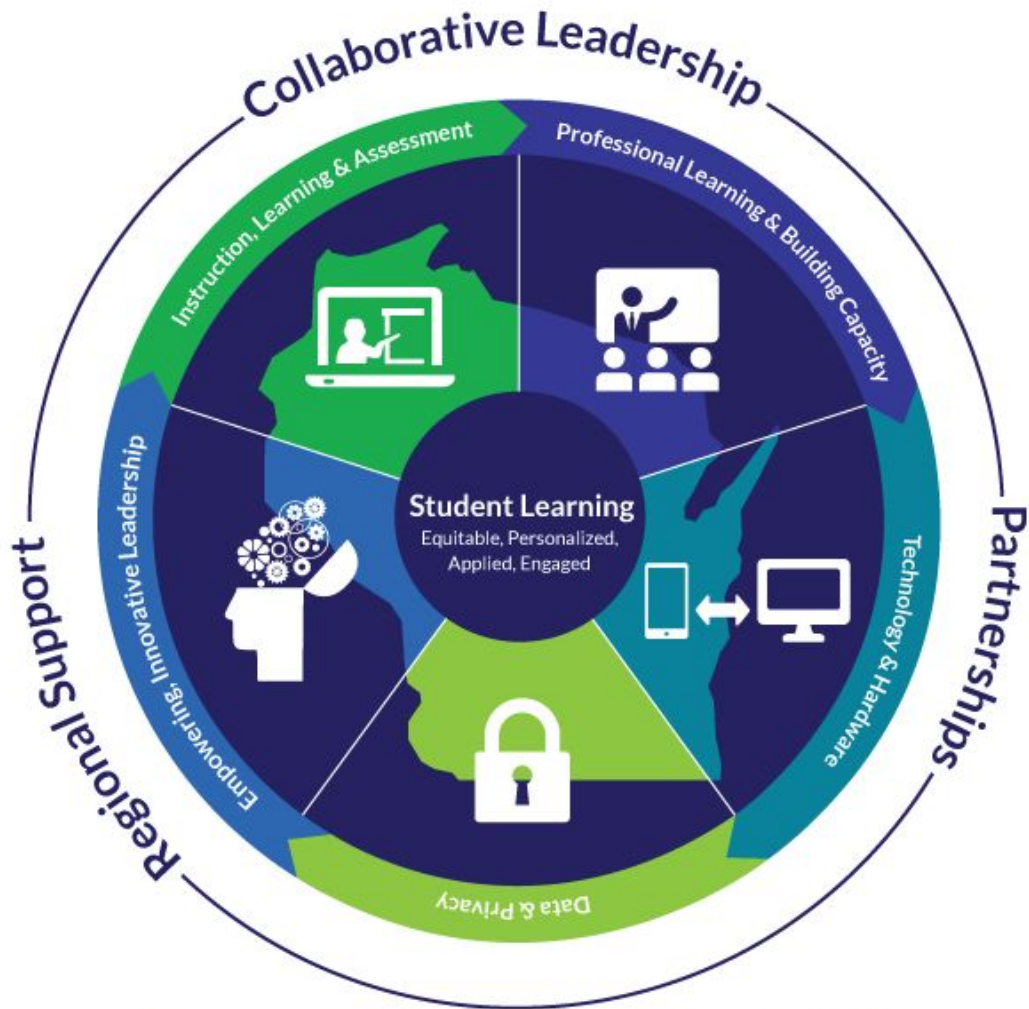 Collaborative Leadership
Partnerships
Regional Support
Instruction, Learning & Assessment
Professional Learning & Building Capacity
Technology & Hardware
Data & Privacy
Empowering, Innovative Leadership
Student Learning
Equitable, Personalized,
Applied, Engaged